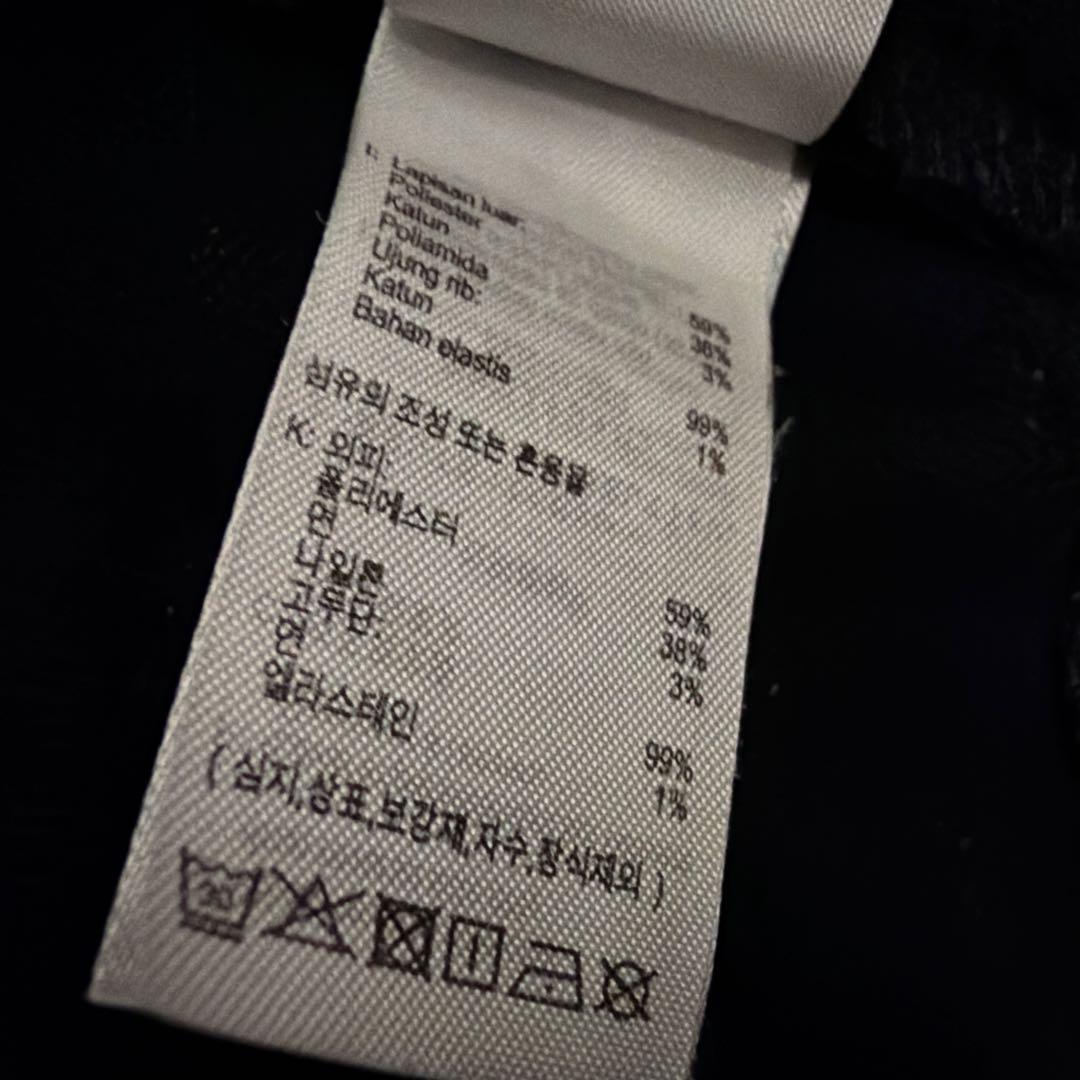 I: Lapisan luar:
Poliester 59%
Katun 38%
Poliamida 3%
Ujung rib:
Katun 99%
Bahan elastis 1%
섬유의 조성 또는 혼용률
K: 외피:
폴리에스터 59%
면 38%
나일론 3%
고무단:
면 99%
엘라스테인 1%
( 심지,상표,보강재,자수,장식제외 )
30